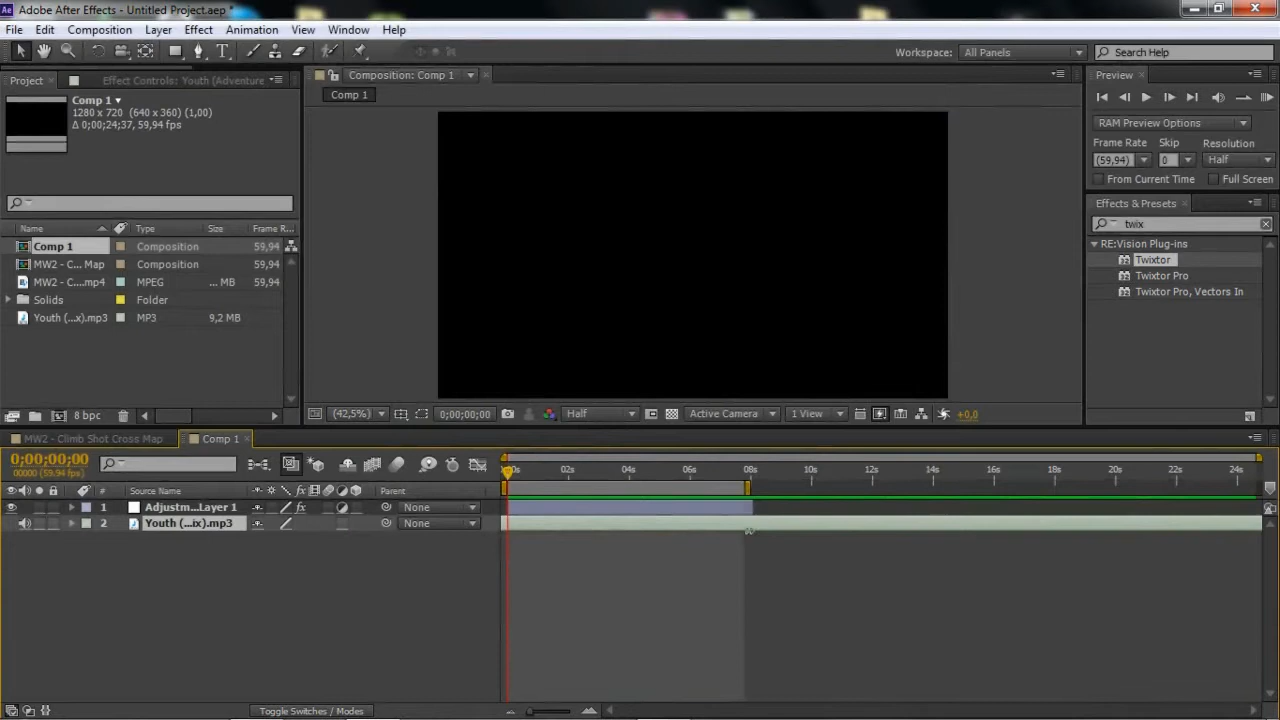 Adobe After Effects - Untitled Project.aep *
File Edit Composition Layer Effect Animation View Window Help
Workspace: All Panels Search Help
Project Effect Controls: Youth (Adventure
Comp 1
1280 x 720 (640 x 360) (1,00)
Δ 0;00;24;37, 59,94 fps
Name Type Size Frame R...
Comp 1 Composition 59,94
MW2 - C... Map Composition 59,94
MW2 - C....mp4 MPEG ... MB 59,94
Solids Folder
Youth (...x).mp3 MP3 9,2 MB
8 bpc
Composition: Comp 1
Comp 1
(42,5%) 0;00;00;00 Half Active Camera 1 View +0,0
Preview
RAM Preview Options
Frame Rate Skip Resolution
(59,94) 0 Half
From Current Time Full Screen
Effects & Presets
twix
RE:Vision Plug-ins
Twixtor
Twixtor Pro
Twixtor Pro, Vectors In
MW2 - Climb Shot Cross Map Comp 1
0;00;00;00
00000 (59.94 fps)
02s 04s 06s 08s 10s 12s 14s 16s 18s 20s 22s 24s
# Source Name Parent
1 Adjustm...Layer 1 None
2 Youth (...ix).mp3 None
Toggle Switches / Modes